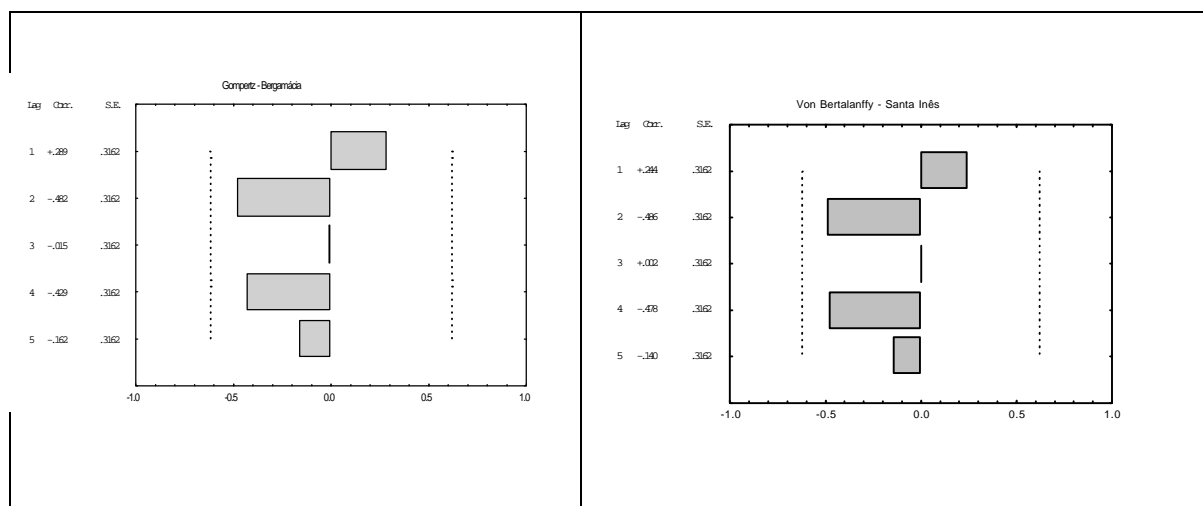 Gompertz - Bergamácia
Lag Corr. S.E.
1 +.289 .3162
2 -.482 .3162
3 -.015 .3162
4 -.429 .3162
5 -.162 .3162
-1.0 -0.5 0.0 0.5 1.0
Von Bertalanffy - Santa Inês
Lag Corr. S.E.
1 +.244 .3162
2 -.486 .3162
3 +.002 .3162
4 -.478 .3162
5 -.140 .3162
-1.0 -0.5 0.0 0.5 1.0